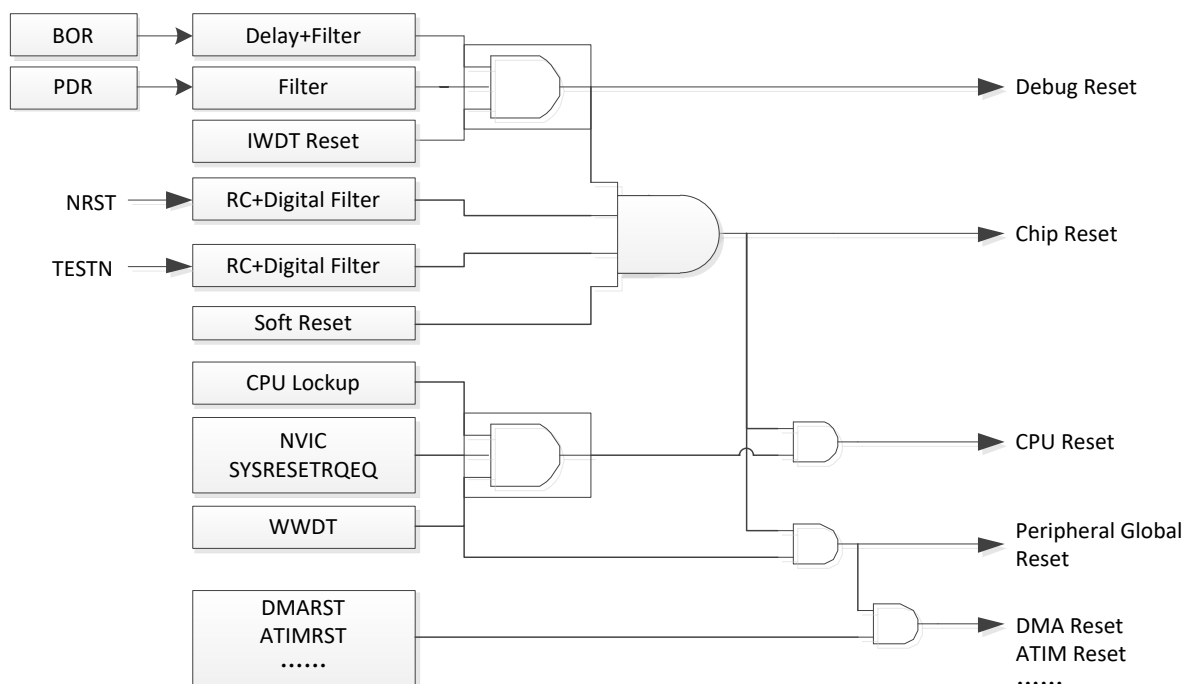 BOR
Delay+Filter
PDR
Filter
Debug Reset
IWDT Reset
NRST
RC+Digital Filter
Chip Reset
TESTN
RC+Digital Filter
Soft Reset
CPU Lockup
NVIC
SYSRESETRQEQ
CPU Reset
WWDT
Peripheral Global
Reset
DMARST
ATIMRST
......
DMA Reset
ATIM Reset
......